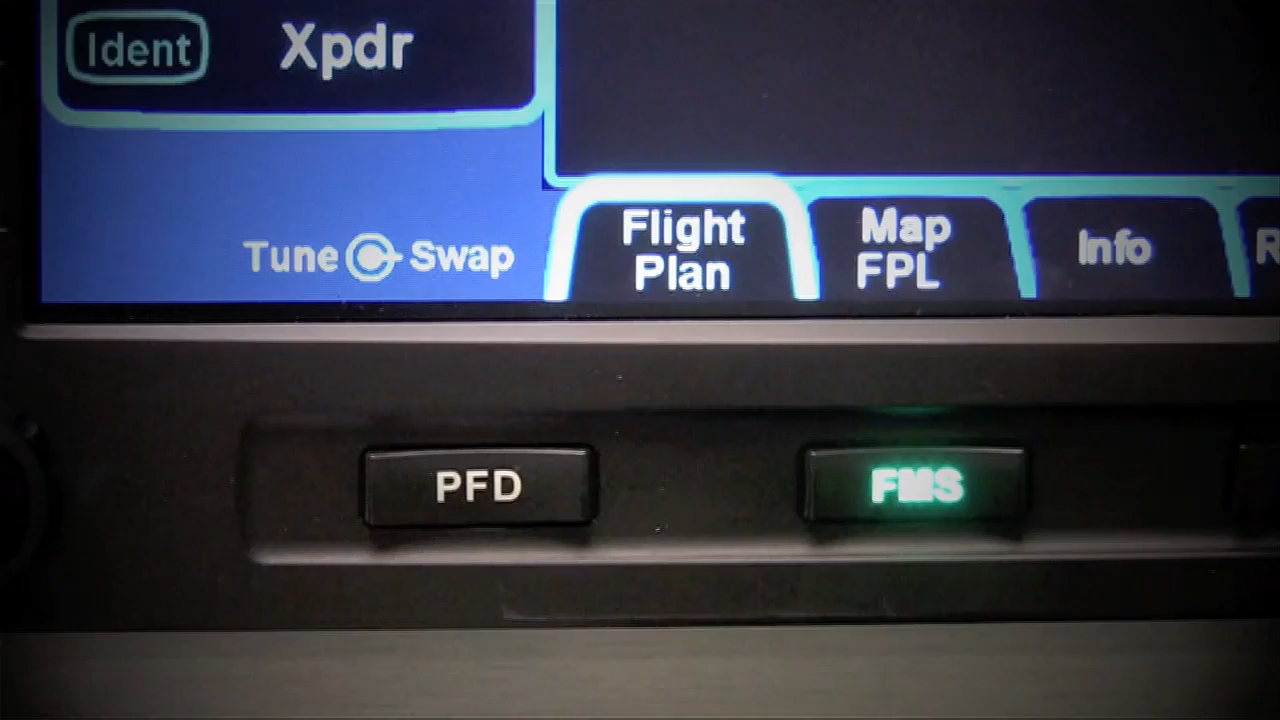 Ident Xpdr
Tune Swap
Flight
Plan
Map
FPL
Info
R
PFD
FMS